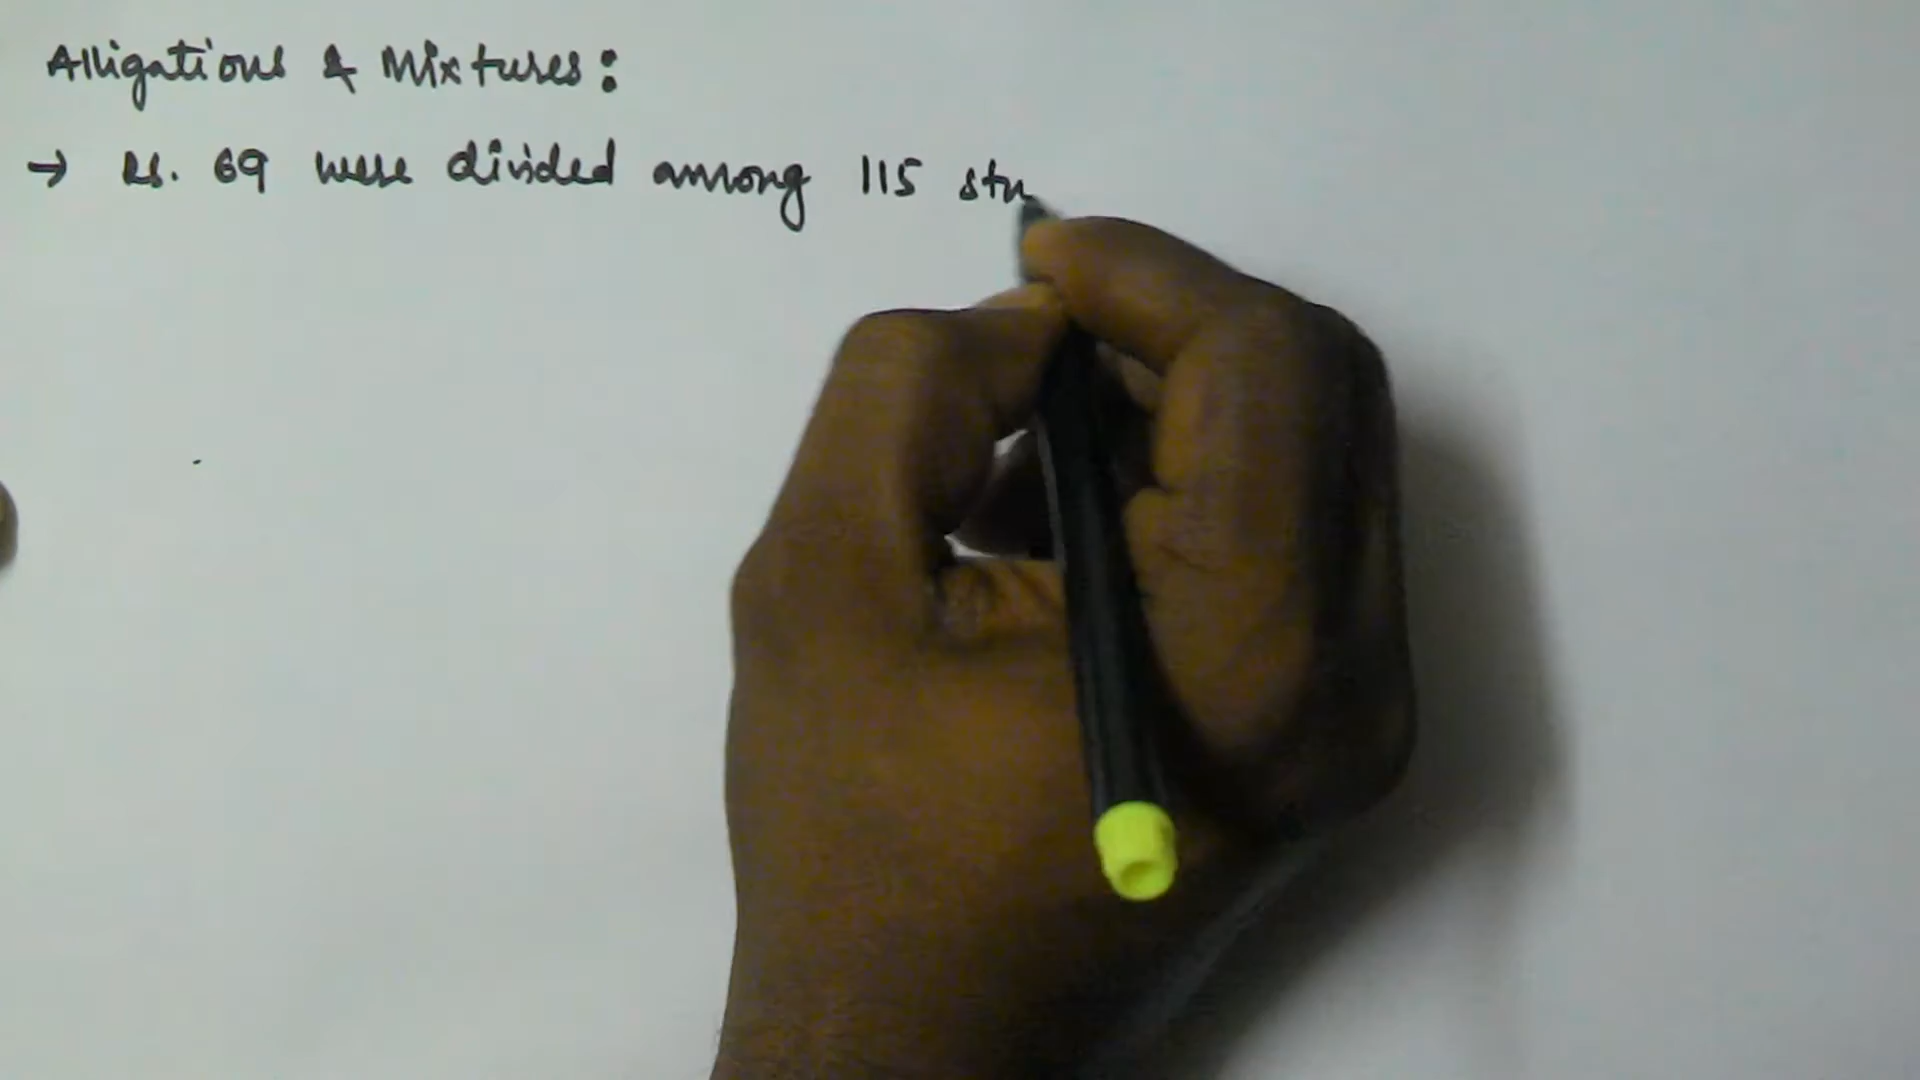 Alligations & Mixtures:
→ Rs. 69 were divided among 115 stu